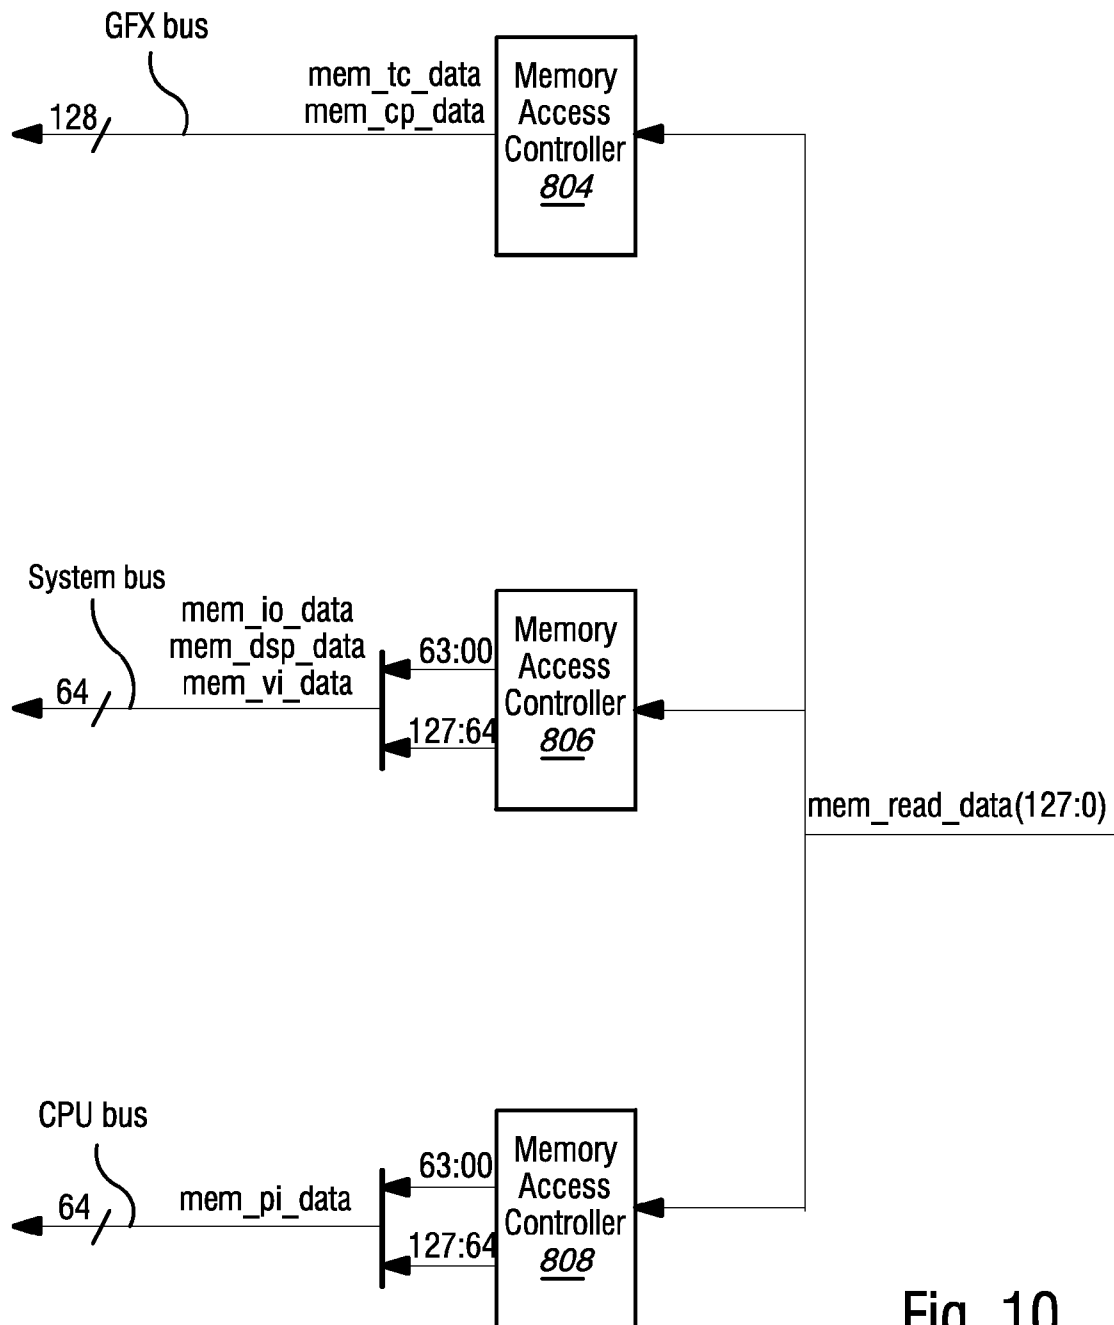 GFX bus
128
mem_tc_data
mem_cp_data
Memory
Access
Controller
804
System bus
64
mem_io_data
mem_dsp_data
mem_vi_data
63:00
127:64
Memory
Access
Controller
806
mem_read_data(127:0)
CPU bus
64
mem_pi_data
63:00
127:64
Memory
Access
Controller
808
Fig. 10